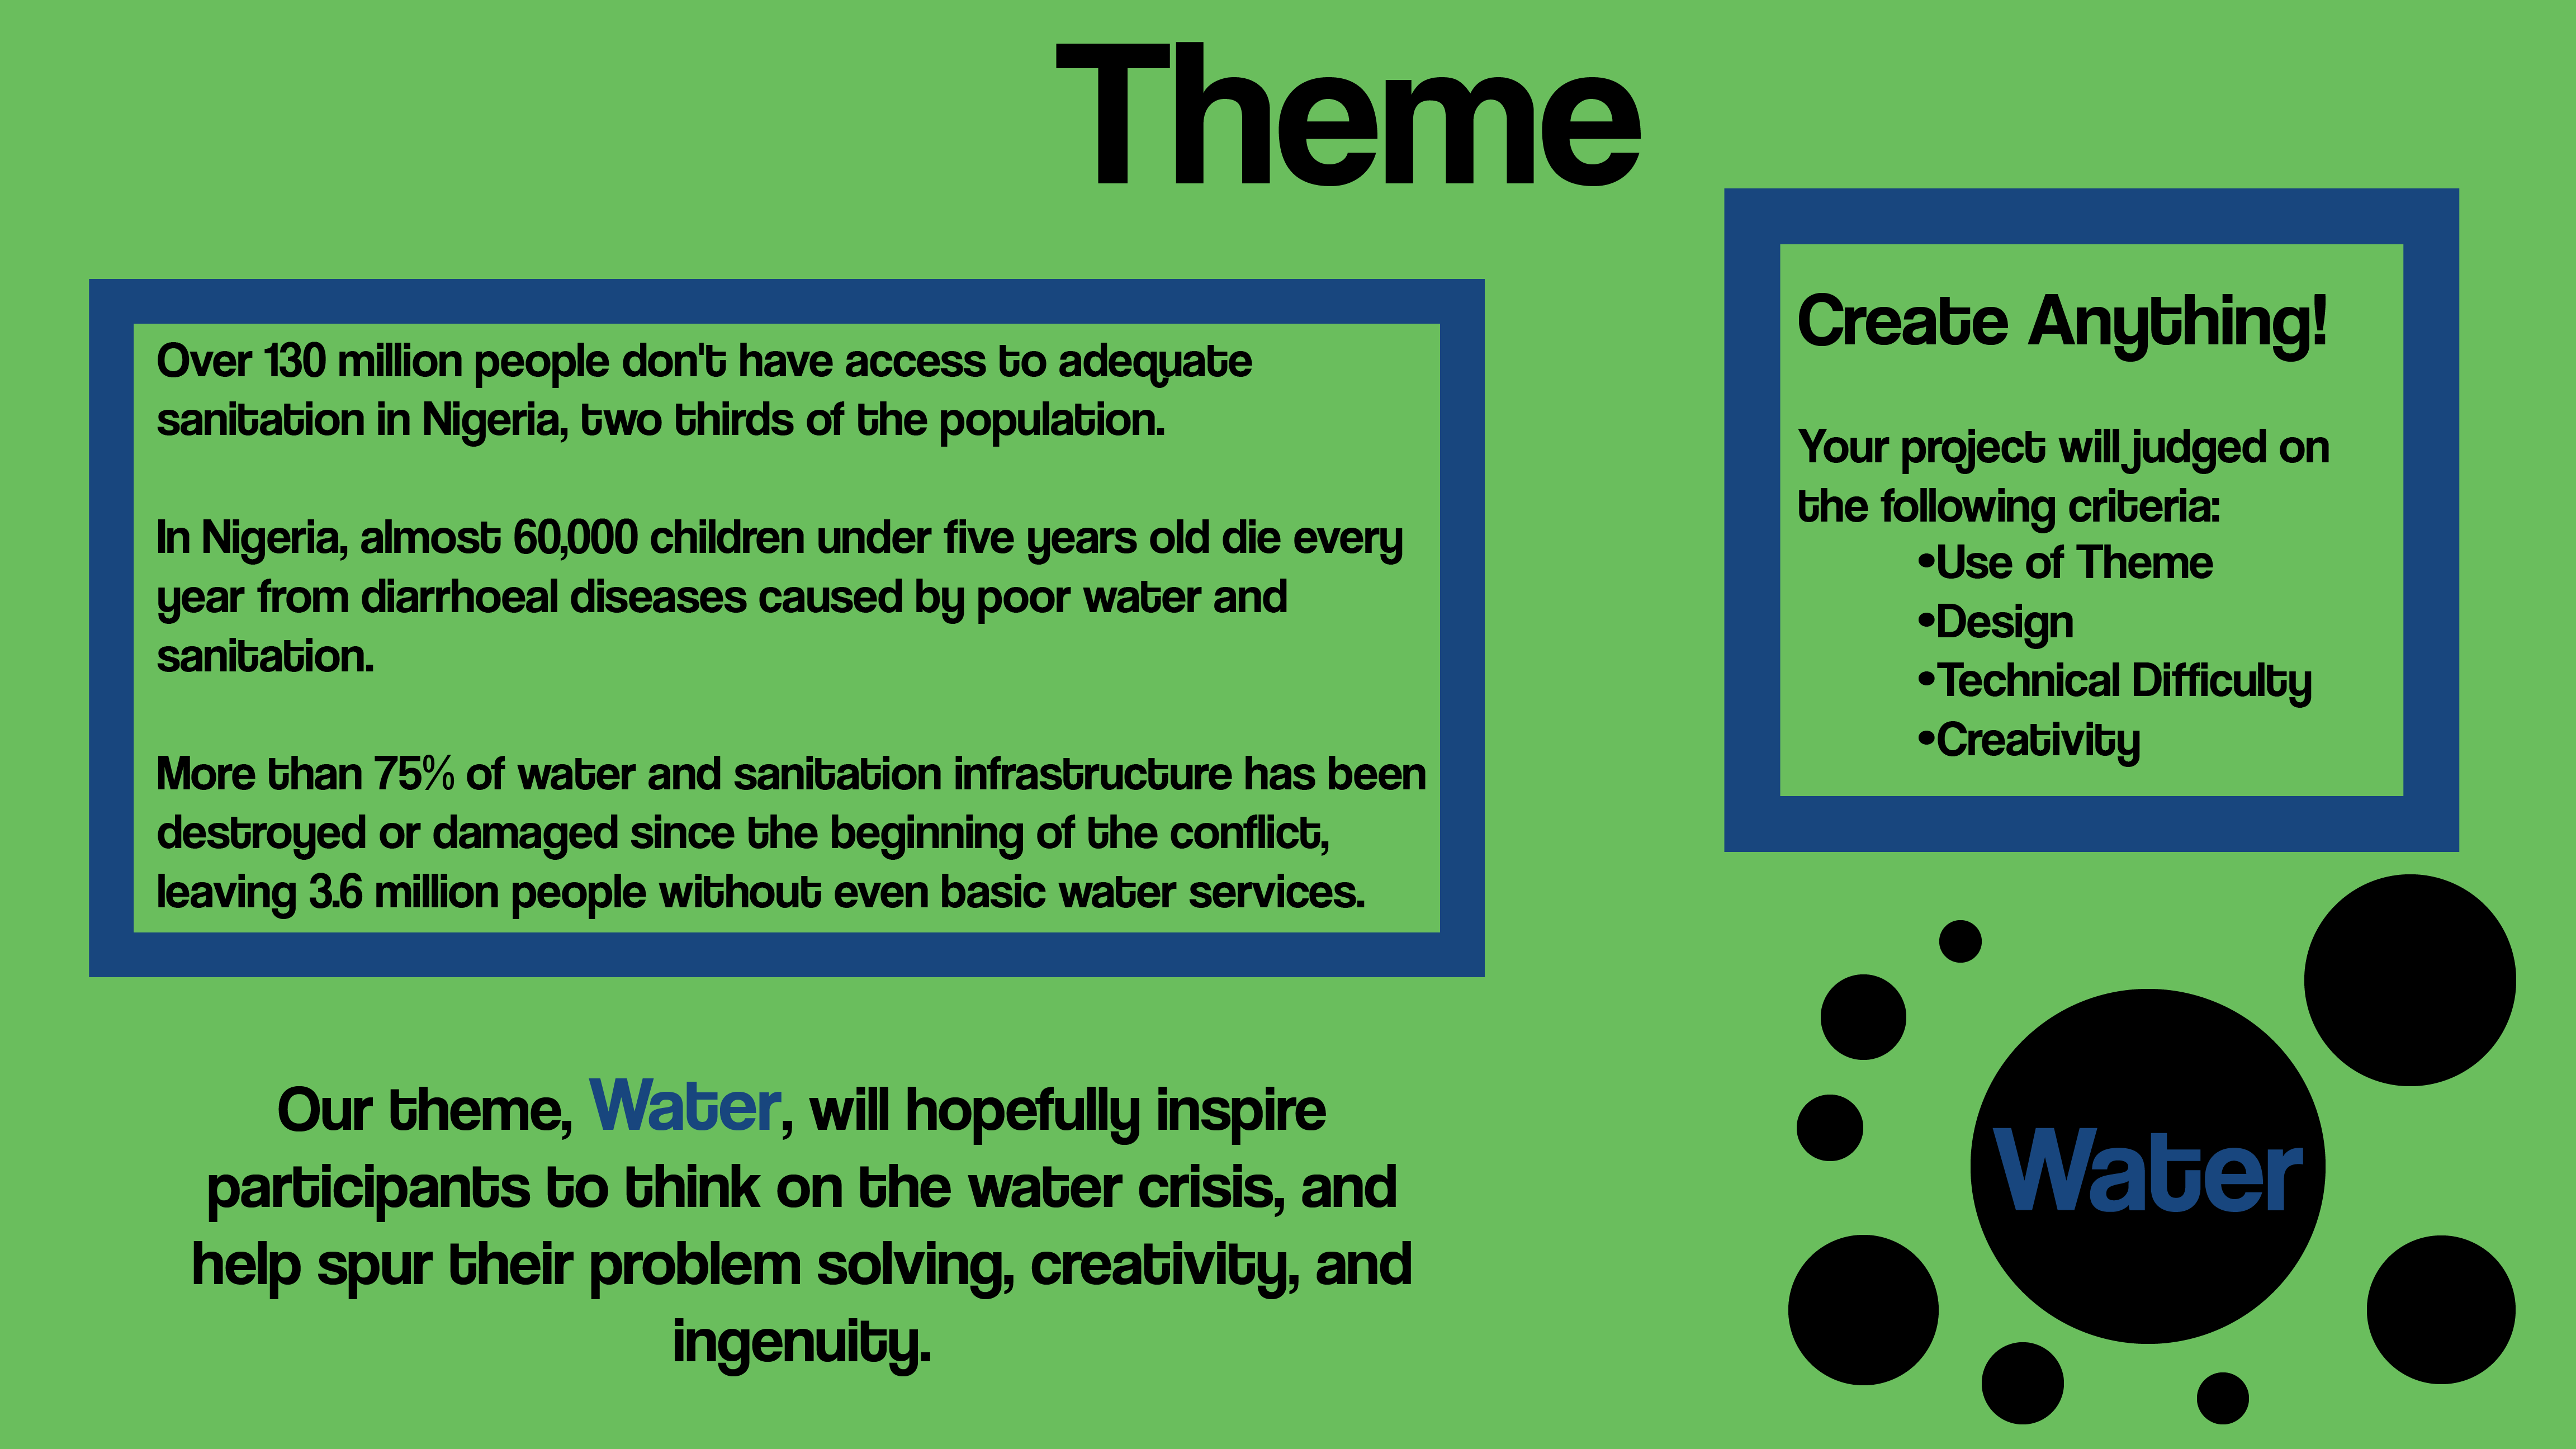 Theme
Over 130 million people don't have access to adequate
sanitation in Nigeria, two thirds of the population.
In Nigeria, almost 60,000 children under five years old die every
year from diarrhoeal diseases caused by poor water and
sanitation.
More than 75% of water and sanitation infrastructure has been
destroyed or damaged since the beginning of the conflict,
leaving 3.6 million people without even basic water services.
Our theme, Water, will hopefully inspire
participants to think on the water crisis, and
help spur their problem solving, creativity, and
ingenuity.
Create Anything!
Your project will judged on
the following criteria:
•Use of Theme
•Design
•Technical Difficulty
•Creativity
Water